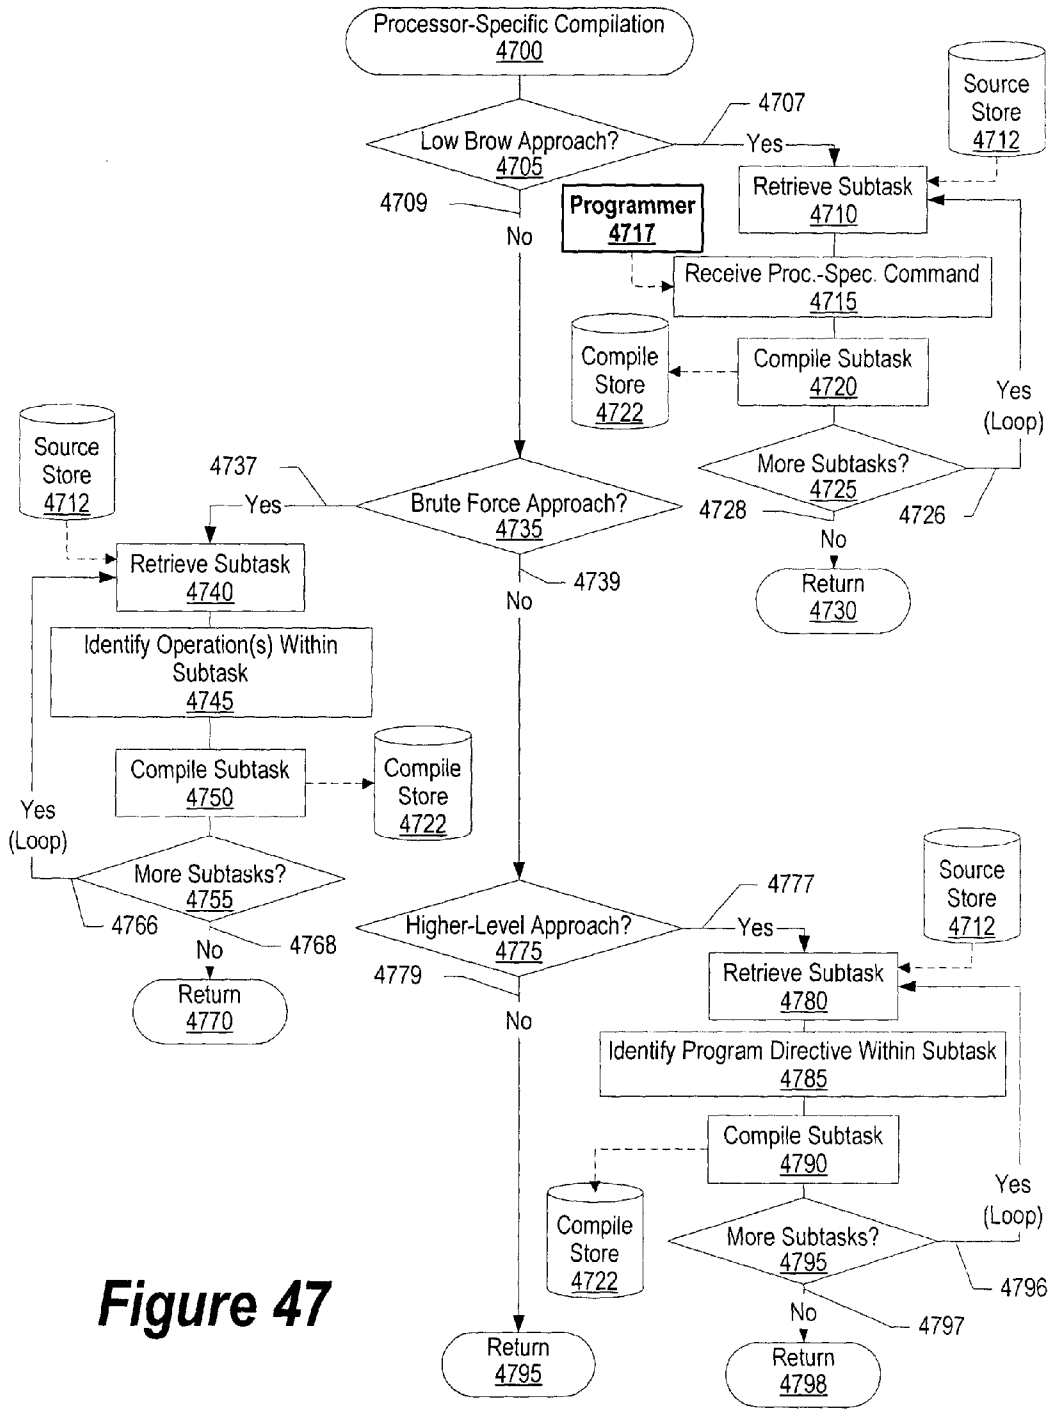 Processor-Specific Compilation
4700
Source
Store
4712
4707
Low Brow Approach?
4705
Yes
4709
No
Retrieve Subtask
4710
Programmer
4717
Receive Proc.-Spec. Command
4715
Compile
Store
4722
Compile Subtask
4720
Yes
(Loop)
More Subtasks?
4725
4728
4726
No
Return
4730
Source
Store
4712
4737
Yes
Brute Force Approach?
4735
4739
No
Retrieve Subtask
4740
Identify Operation(s) Within
Subtask
4745
Compile Subtask
4750
Compile
Store
4722
Yes
(Loop)
More Subtasks?
4755
4766
4768
No
Return
4770
4777
Higher-Level Approach?
4775
Yes
4779
No
Source
Store
4712
Retrieve Subtask
4780
Identify Program Directive Within Subtask
4785
Compile Subtask
4790
Compile
Store
4722
Yes
(Loop)
More Subtasks?
4795
4796
4797
No
Return
4795
Return
4798
Figure 47